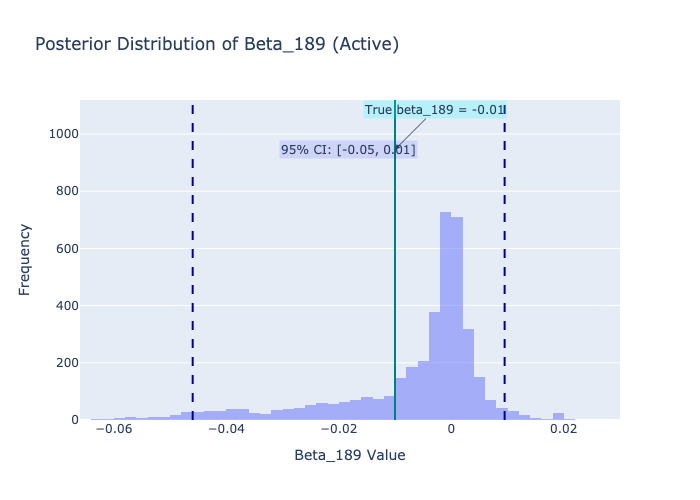 Posterior Distribution of Beta_189 (Active)
True beta_189 = -0.01
95% CI: [-0.05, 0.01]
1000
800
600
400
200
0
Frequency
−0.06
−0.04
−0.02
0
0.02
Beta_189 Value